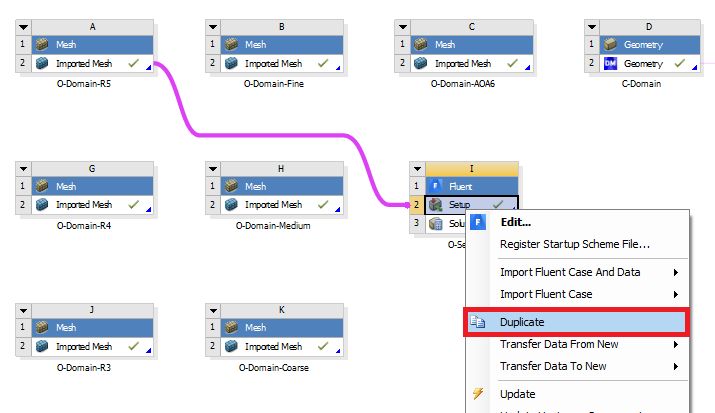 A
1 Mesh
2 Imported Mesh
O-Domain-R5
B
1 Mesh
2 Imported Mesh
O-Domain-Fine
C
1 Mesh
2 Imported Mesh
O-Domain-AOA6
D
1 Geometry
2 DM Geometry
C-Domain
G
1 Mesh
2 Imported Mesh
O-Domain-R4
H
1 Mesh
2 Imported Mesh
O-Domain-Medium
I
1 F Fluent
2 Setup
3 Solu
O-Se
F Edit...
Register Startup Scheme File...
Import Fluent Case And Data
Import Fluent Case
Duplicate
Transfer Data From New
Transfer Data To New
Update
J
1 Mesh
2 Imported Mesh
O-Domain-R3
K
1 Mesh
2 Imported Mesh
O-Domain-Coarse